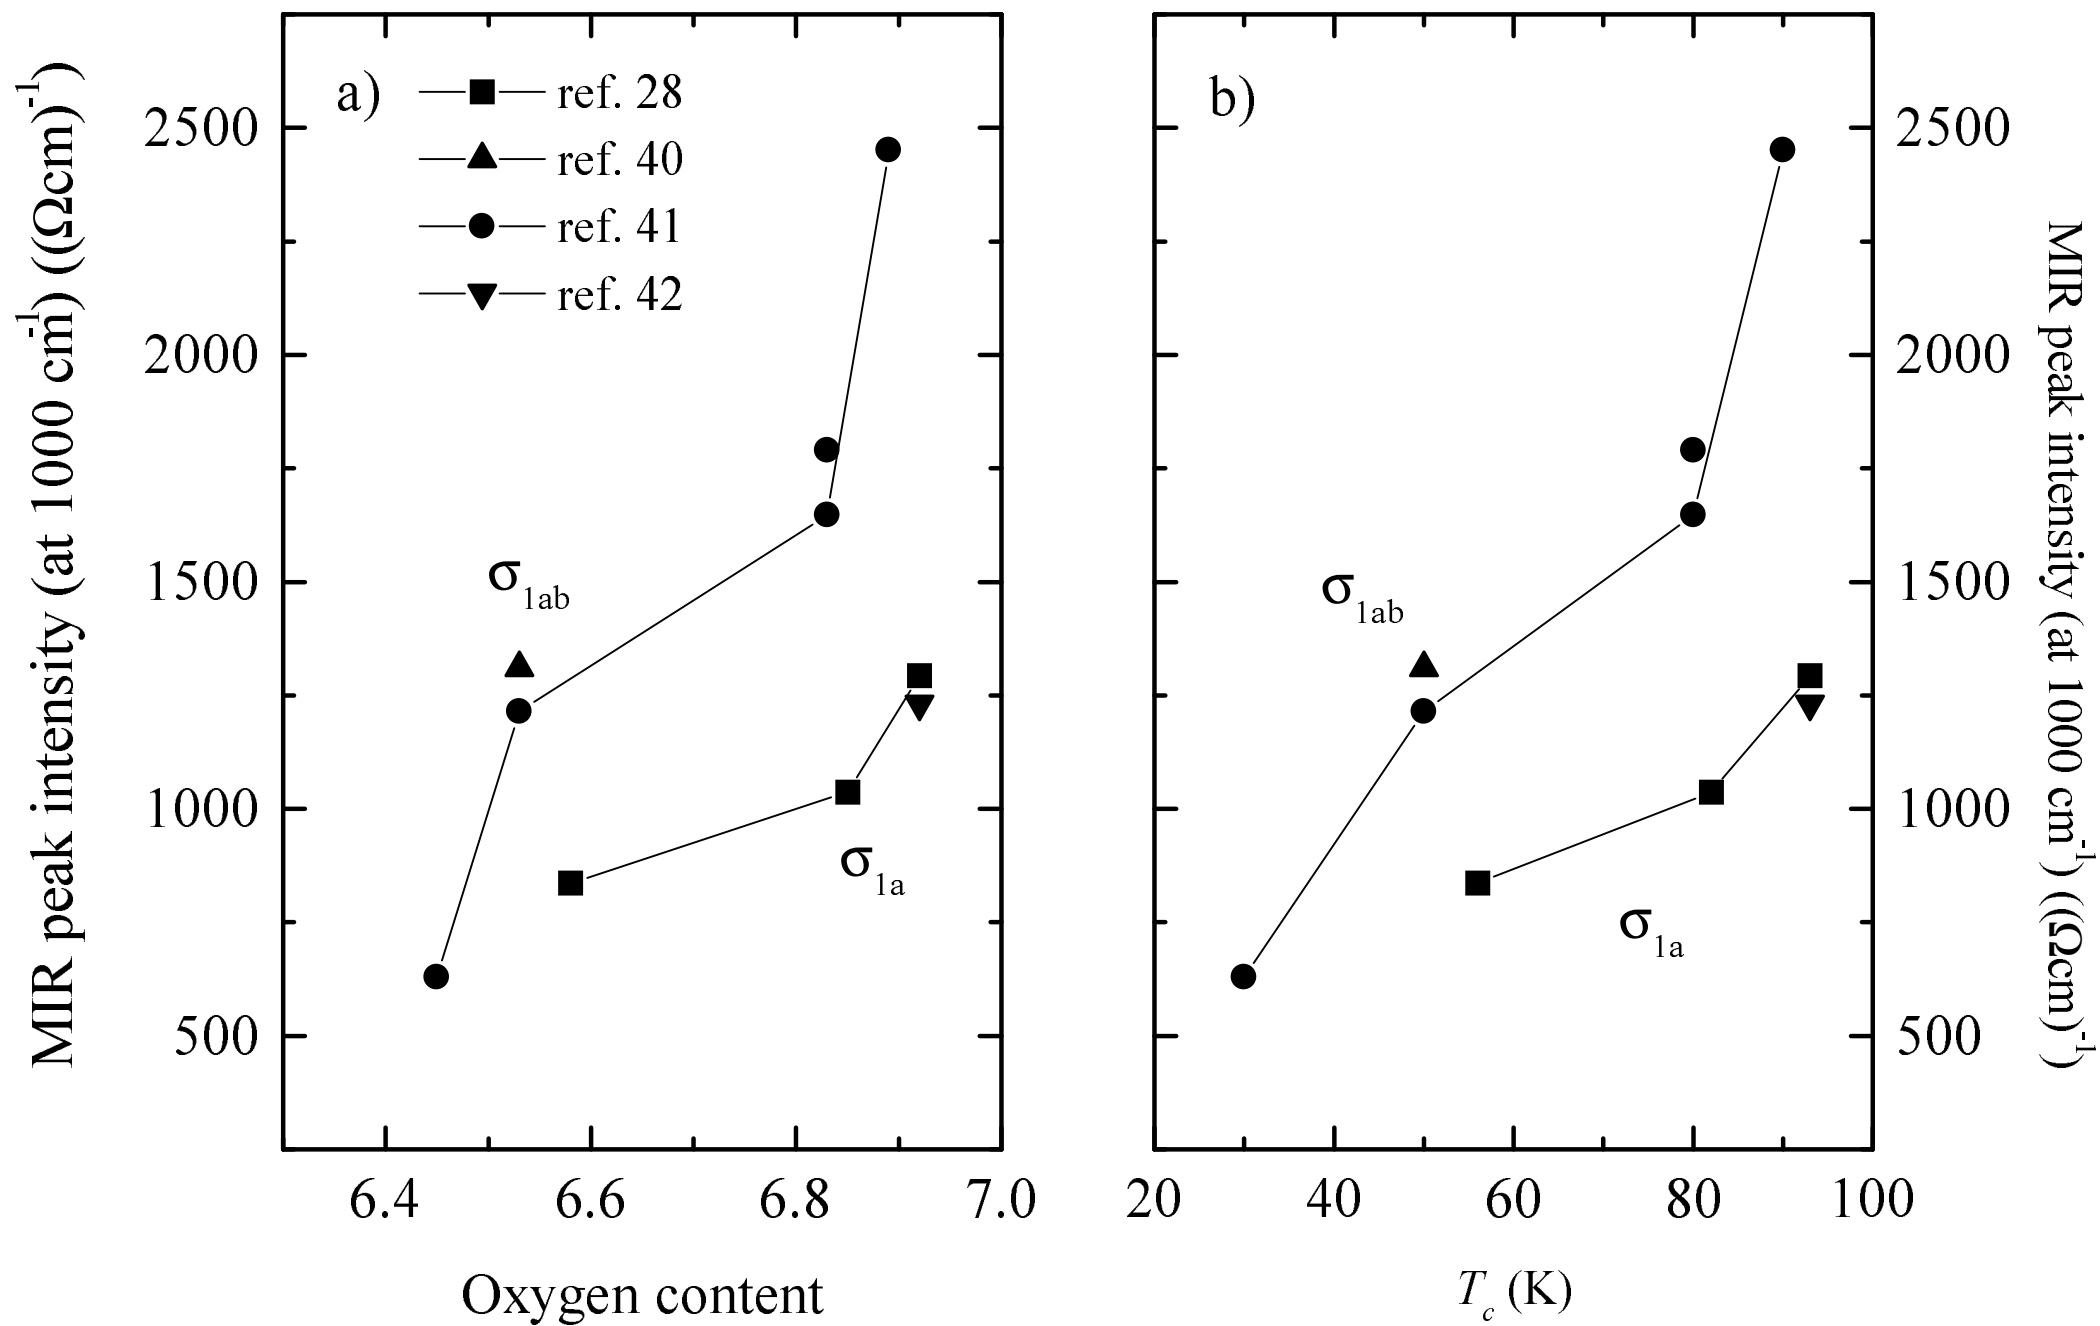 MIR peak intensity (at 1000 cm-1) ((Ωcm)-1)
2500
2000
1500
1000
500
a)
ref. 28
ref. 40
ref. 41
ref. 42
σ1ab
σ1a
6.4 6.6 6.8 7.0
Oxygen content
b)
σ1ab
σ1a
20 40 60 80 100
Tc (K)
2500
2000
1500
1000
500
MIR peak intensity (at 1000 cm-1) ((Ωcm)-1)